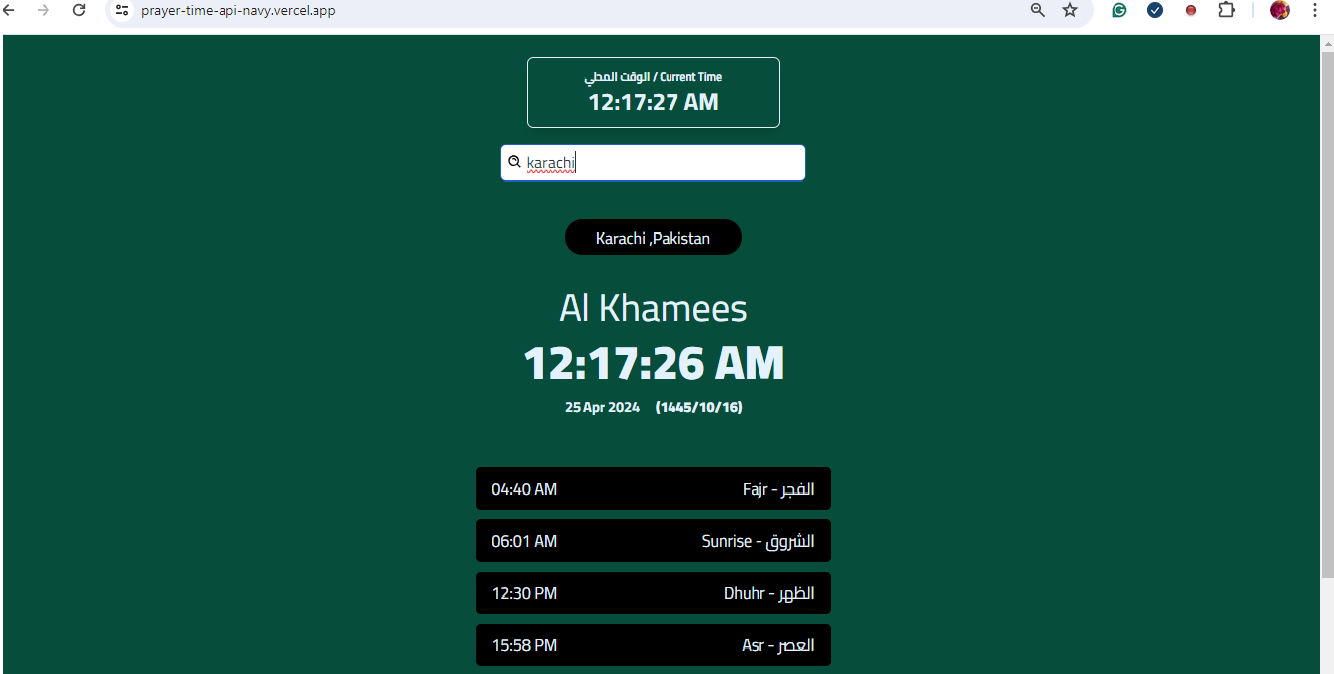 prayer-time-api-navy.vercel.app
الوقت المحلي / Current Time
12:17:27 AM
karachi
Karachi ,Pakistan
Al Khamees
12:17:26 AM
25 Apr 2024 (1445/10/16)
04:40 AM الفجر - Fajr
06:01 AM الشروق - Sunrise
12:30 PM الظهر - Dhuhr
15:58 PM العصر - Asr